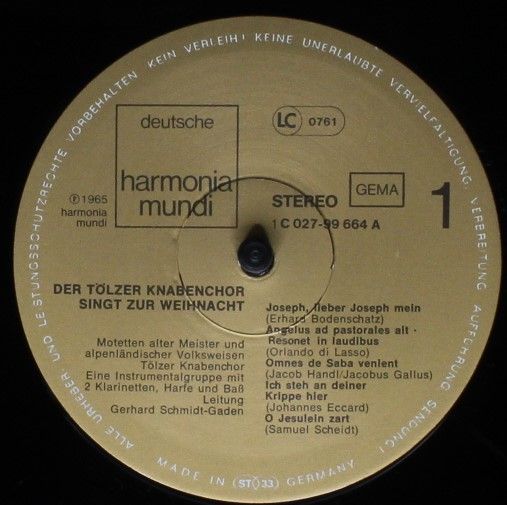 ALLE URHEBER UND LEISTUNGSSCHUTZRECHTE VORBEHALTEN KEIN VERLEIH! KEINE UNERLAUBTE VERVIELFÄLTIGUNG, VERBREITUNG AUFFÜHRUNG SENDUNG!
deutsche
harmonia
mundi
LC 0761
℗ 1965
harmonia
mundi
STEREO
GEMA
1
1C 027-99 664 A
DER TÖLZER KNABENCHOR
SINGT ZUR WEIHNACHT
Motetten alter Meister und
alpenländischer Volksweisen
Tölzer Knabenchor
Eine Instrumentalgruppe mit
2 Klarinetten, Harfe und Baß
Leitung
Gerhard Schmidt-Gaden
Joseph, lieber Joseph mein
(Erhard Bodenschatz)
Angelus ad pastorales ait ·
Resonet in laudibus
(Orlando di Lasso)
Omnes de Saba venient
(Jacob Handl/Jacobus Gallus)
Ich steh an deiner
Krippe hier
(Johannes Eccard)
O Jesulein zart
(Samuel Scheidt)
MADE IN (ST 33) GERMANY